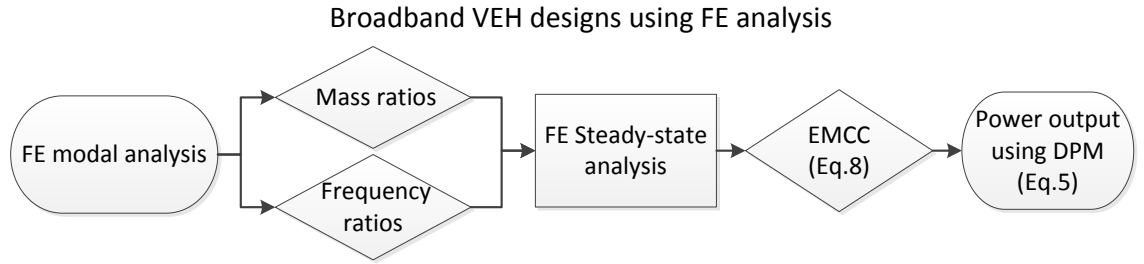 Broadband VEH designs using FE analysis
FE modal analysis
Mass ratios
Frequency
ratios
FE Steady-state
analysis
EMCC
(Eq.8)
Power output
using DPM
(Eq.5)